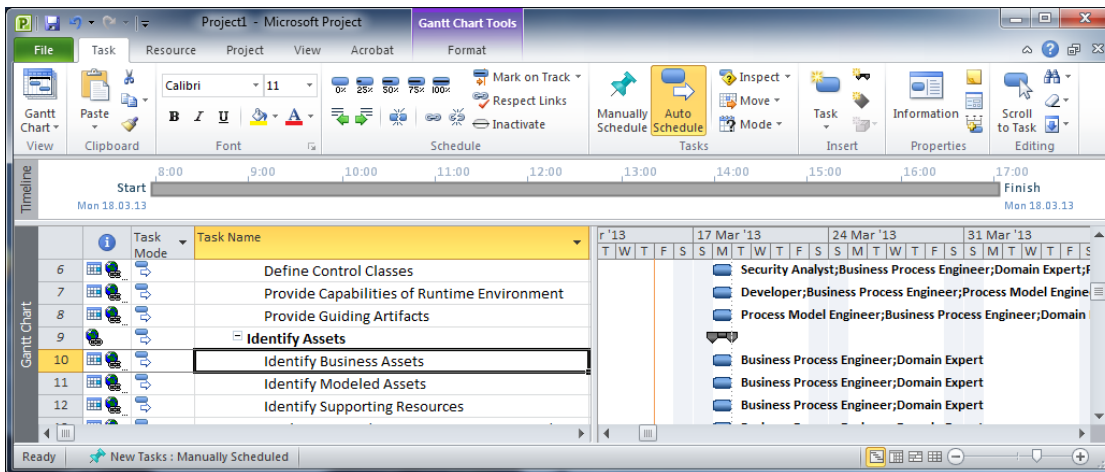 Project1 - Microsoft Project
Gantt Chart Tools
File Task Resource Project View Acrobat Format
Gantt Chart
View
Paste
Clipboard
Calibri 11
B I U A
Font
0% 25% 50% 75% 100%
Mark on Track
Respect Links
Inactivate
Schedule
Manually Schedule
Auto Schedule
Inspect
Move
Mode
Tasks
Task
Insert
Information
Properties
Scroll to Task
Editing
Timeline
8:00 9:00 10:00 11:00 12:00 13:00 14:00 15:00 16:00 17:00
Start
Mon 18.03.13
Finish
Mon 18.03.13
Gantt Chart
Task Mode
Task Name
r '13 17 Mar '13 24 Mar '13 31 Mar '13
T W T F S S M T W T F S S M T W T F S S M T W T F S
6 Define Control Classes Security Analyst;Business Process Engineer;Domain Expert;
7 Provide Capabilities of Runtime Environment Developer;Business Process Engineer;Process Model Engine
8 Provide Guiding Artifacts Process Model Engineer;Business Process Engineer;Domain
9 Identify Assets
10 Identify Business Assets Business Process Engineer;Domain Expert
11 Identify Modeled Assets Business Process Engineer;Domain Expert
12 Identify Supporting Resources Business Process Engineer;Domain Expert
Ready New Tasks : Manually Scheduled